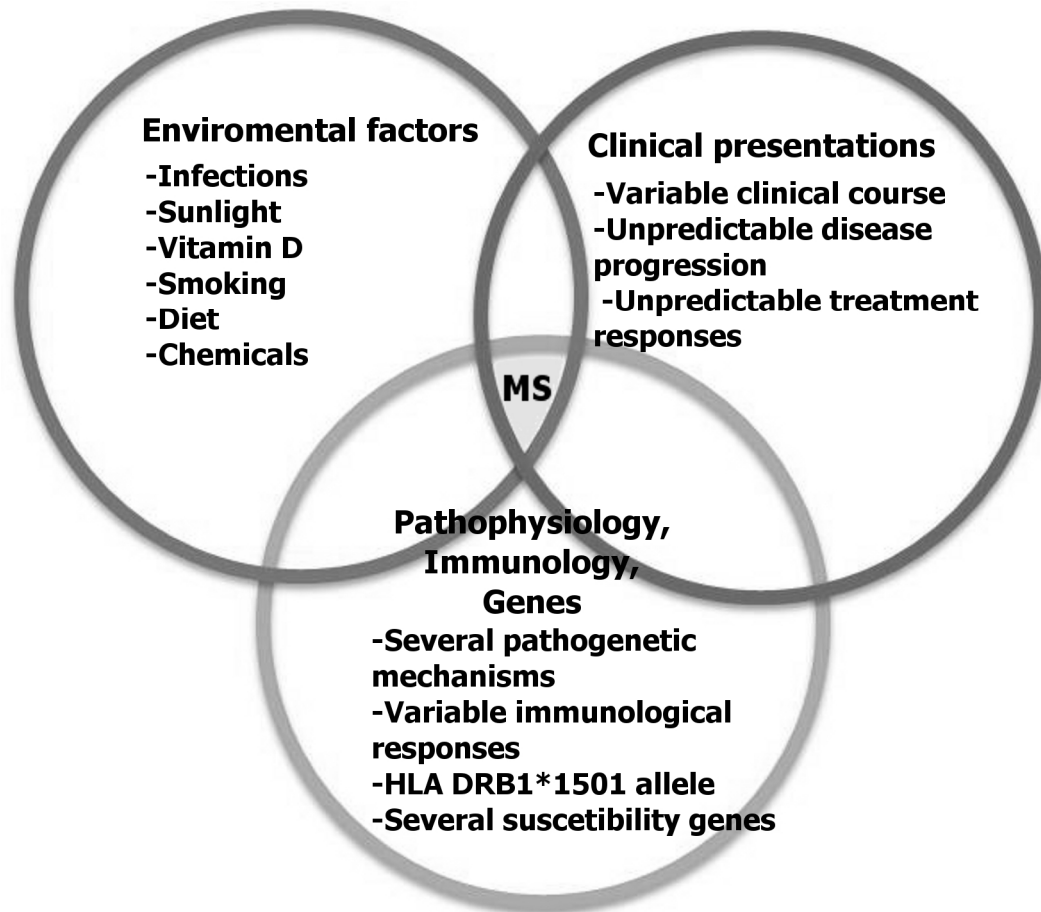 Enviromental factors
-Infections
-Sunlight
-Vitamin D
-Smoking
-Diet
-Chemicals
Clinical presentations
-Variable clinical course
-Unpredictable disease
progression
-Unpredictable treatment
responses
MS
Pathophysiology,
Immunology,
Genes
-Several pathogenetic
mechanisms
-Variable immunological
responses
-HLA DRB1*1501 allele
-Several suscetibility genes